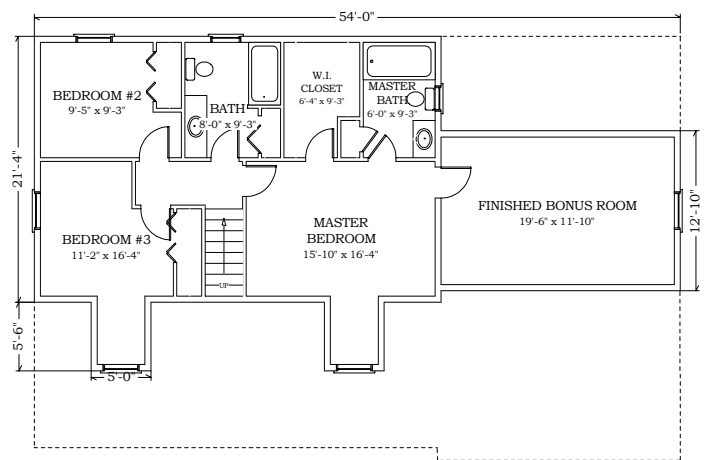 54'-0"
W.I.
CLOSET
6'-4" x 9'-3"
MASTER
BATH
6'-0" x 9'-3"
BEDROOM #2
9'-5" x 9'-3"
BATH
8'-0" x 9'-3"
21'-4"
FINISHED BONUS ROOM
19'-6" x 11'-10"
12'-10"
MASTER
BEDROOM
15'-10" x 16'-4"
BEDROOM #3
11'-2" x 16'-4"
UP
5'-6"
5'-0"